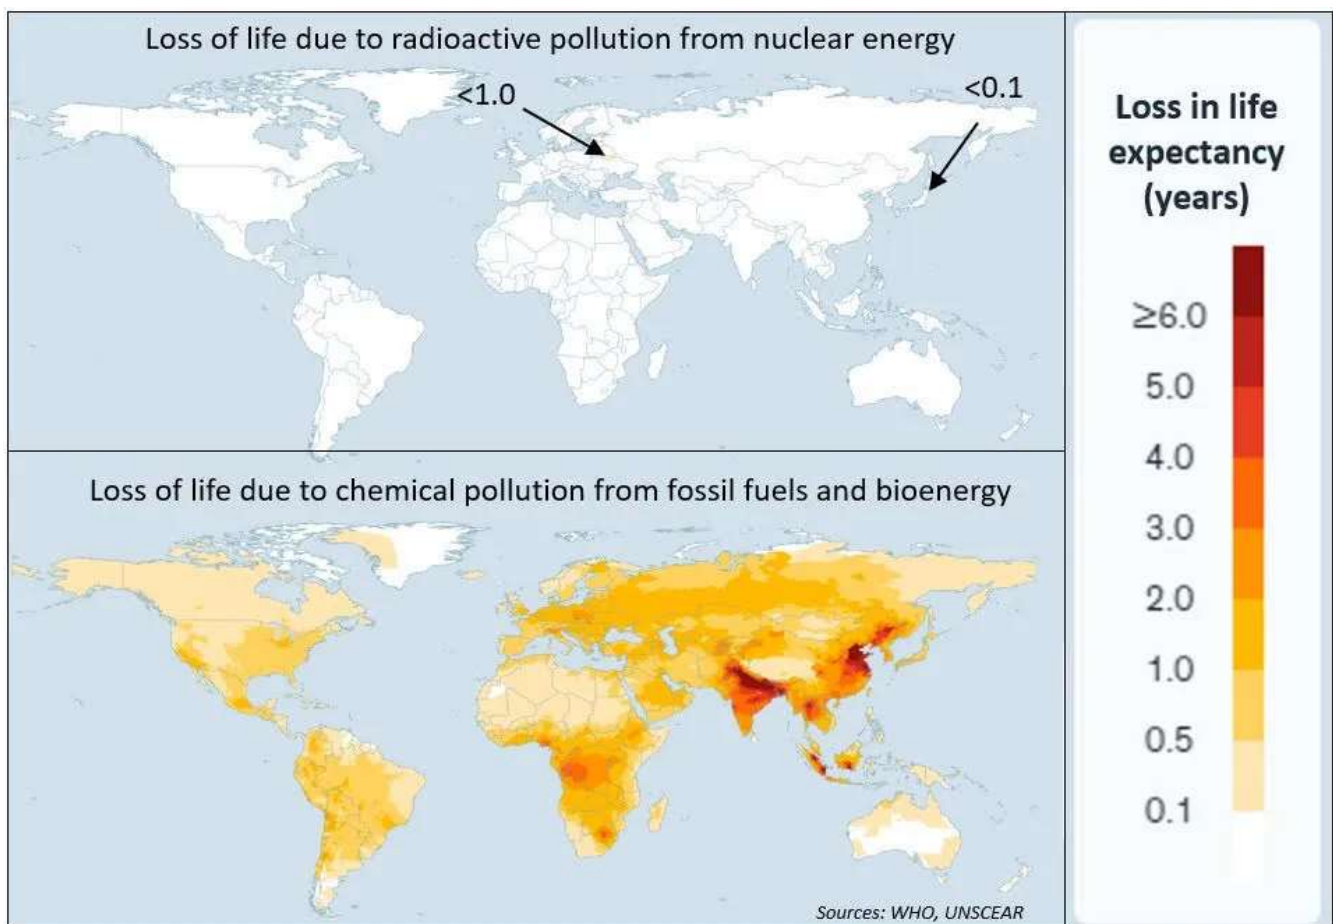 Loss of life due to radioactive pollution from nuclear energy
<1.0
<0.1
Loss of life due to chemical pollution from fossil fuels and bioenergy
Sources: WHO, UNSCEAR
Loss in life
expectancy
(years)
≥6.0
5.0
4.0
3.0
2.0
1.0
0.5
0.1